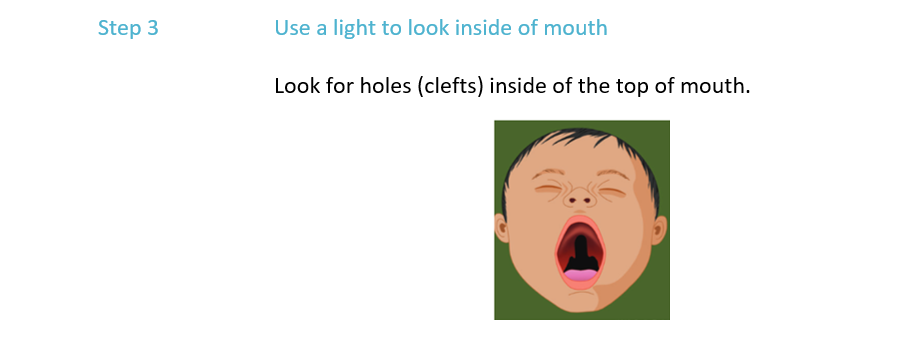 Step 3 Use a light to look inside of mouth
Look for holes (clefts) inside of the top of mouth.